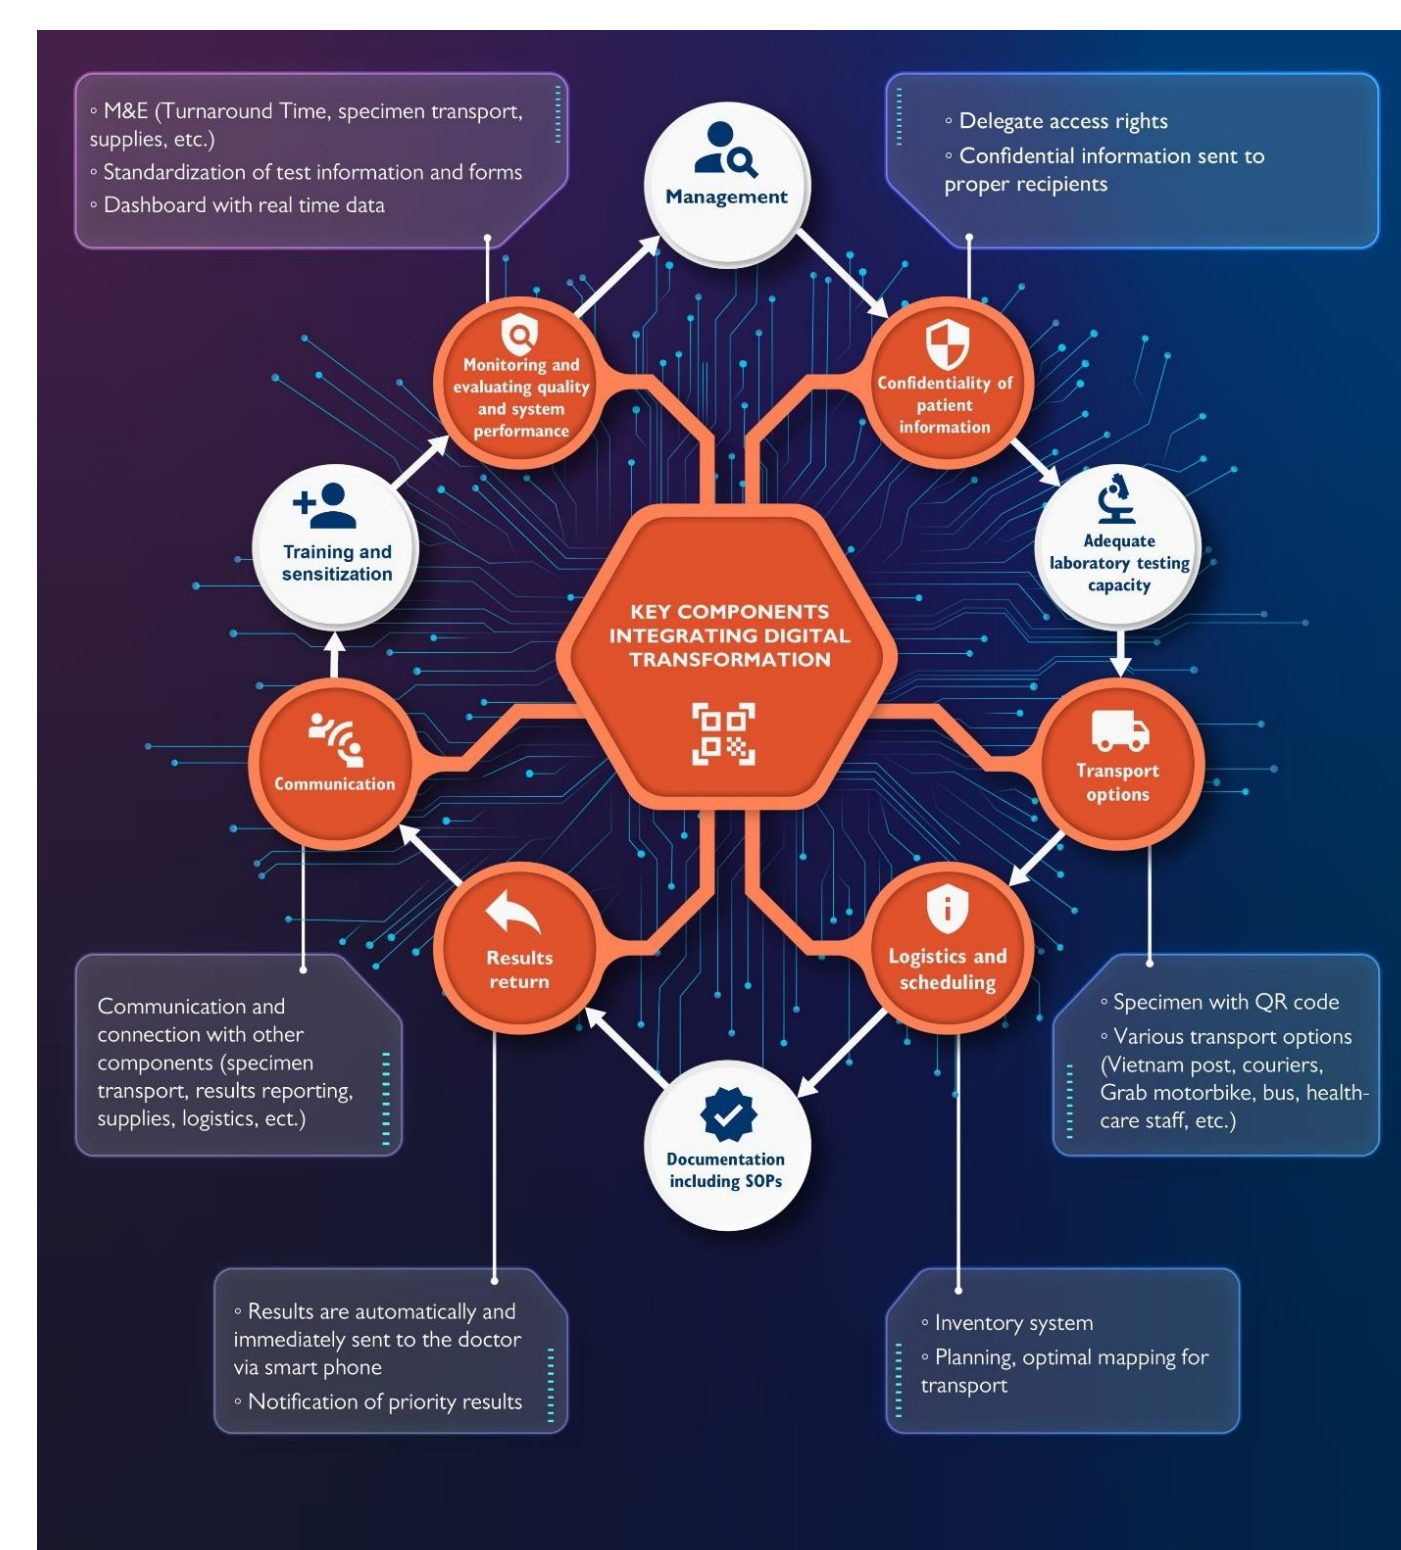 ◦ M&E (Turnaround Time, specimen transport,
supplies, etc.)
◦ Standardization of test information and forms
◦ Dashboard with real time data
Management
◦ Delegate access rights
◦ Confidential information sent to
proper recipients
Monitoring and
evaluating quality
and system
performance
Confidentiality of
patient
information
Training and
sensitization
Adequate
laboratory testing
capacity
KEY COMPONENTS
INTEGRATING DIGITAL
TRANSFORMATION
Communication
Transport
options
Results
return
Logistics and
scheduling
Communication and
connection with other
components (specimen
transport, results reporting,
supplies, logistics, ect.)
◦ Specimen with QR code
◦ Various transport options
(Vietnam post, couriers,
Grab motorbike, bus, health-
care staff, etc.)
Documentation
including SOPs
◦ Results are automatically and
immediately sent to the doctor
via smart phone
◦ Notification of priority results
◦ Inventory system
◦ Planning, optimal mapping for
transport